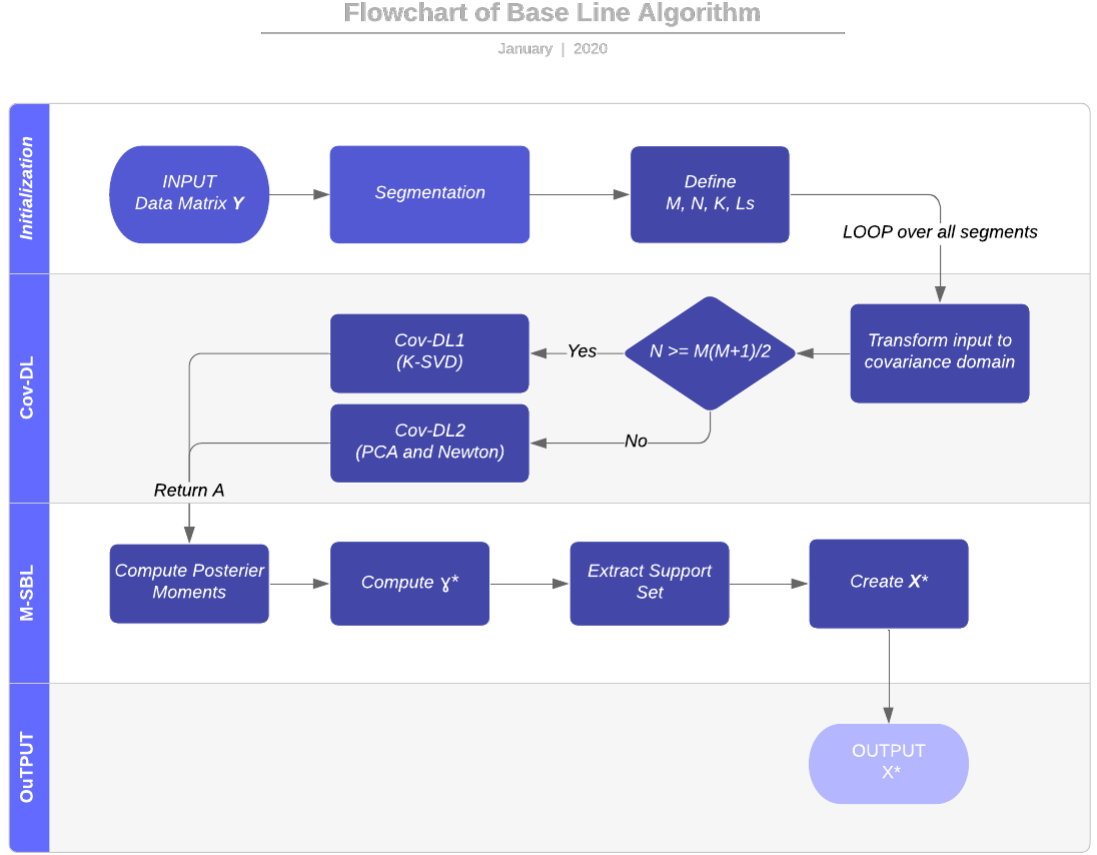 Flowchart of Base Line Algorithm
January | 2020
Initialization
INPUT
Data Matrix Y
Segmentation
Define
M, N, K, Ls
LOOP over all segments
Cov-DL
Transform input to
covariance domain
N >= M(M+1)/2
Yes
Cov-DL1
(K-SVD)
No
Cov-DL2
(PCA and Newton)
Return A
M-SBL
Compute Posterier
Moments
Compute ɣ*
Extract Support
Set
Create X*
OuTPUT
OUTPUT
X*